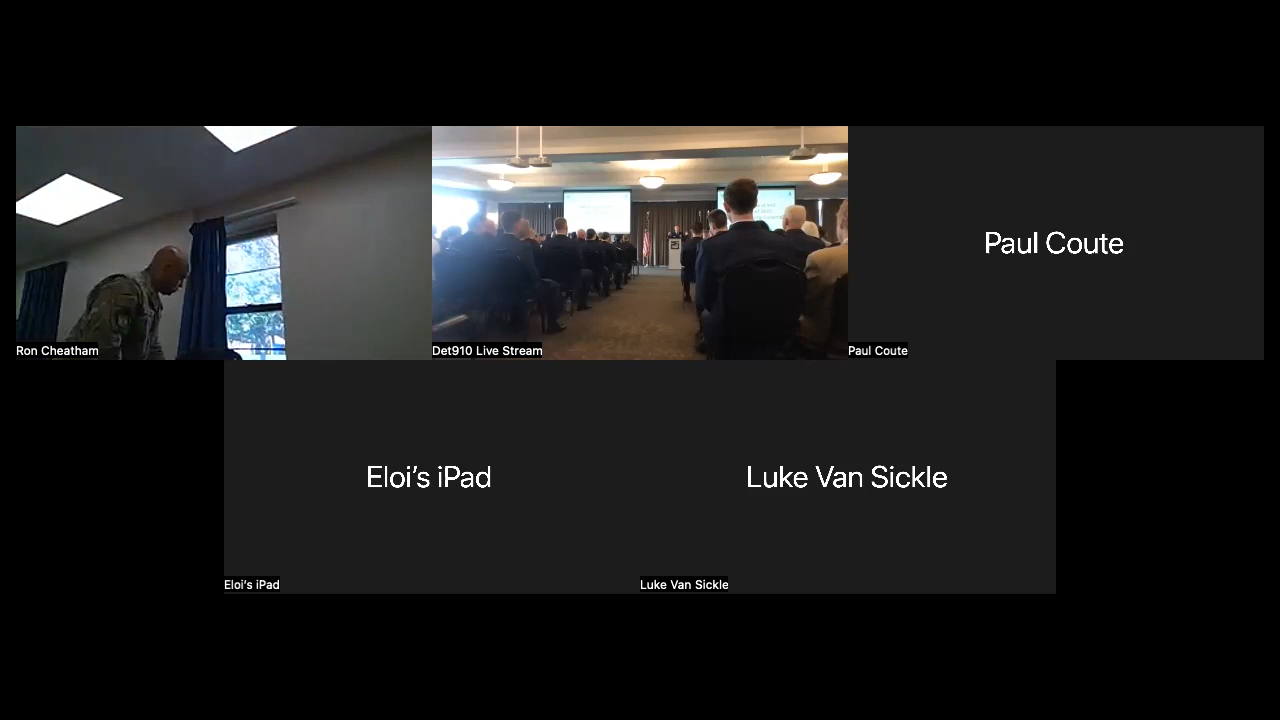 Paul Coute
Ron Cheatham
Det910 Live Stream
Paul Coute
Eloi’s iPad
Luke Van Sickle
Eloi’s iPad
Luke Van Sickle